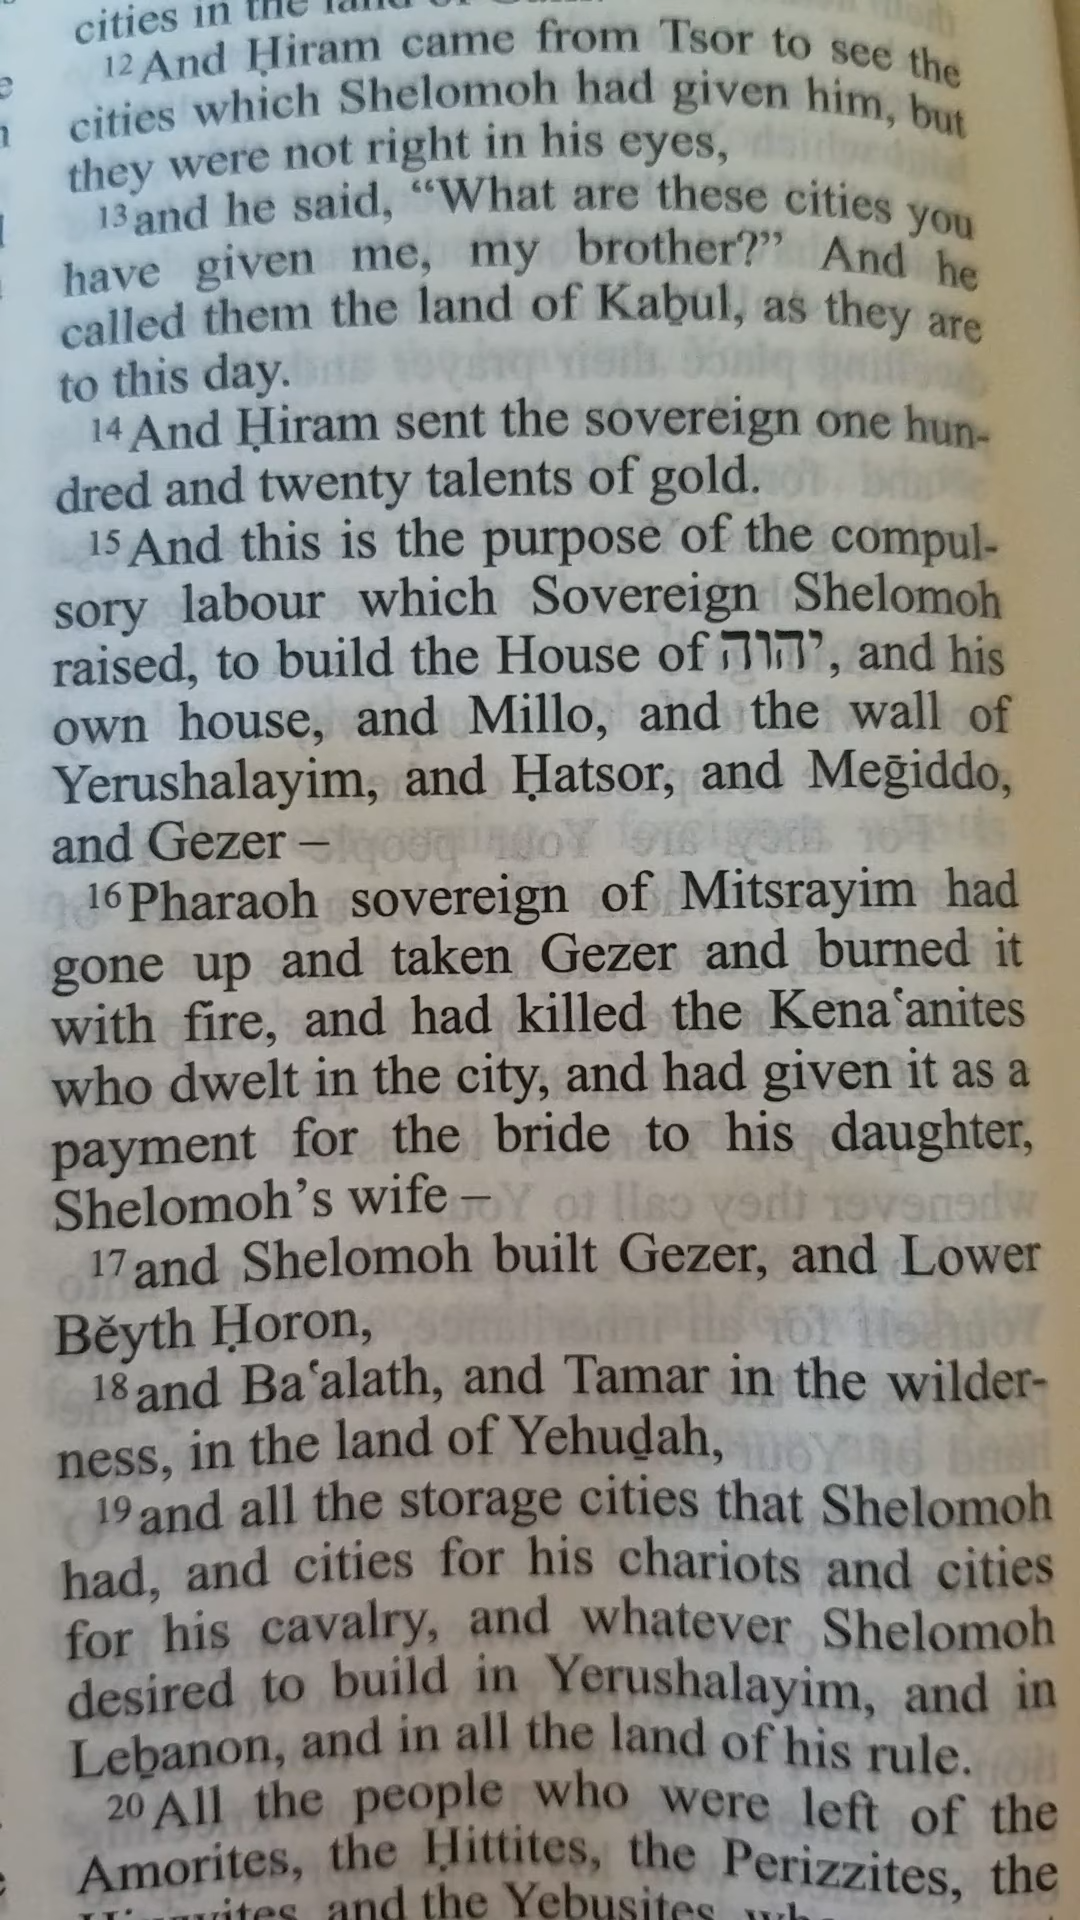 cities in the land of
12 And Ḥiram came from Tsor to see the
cities which Shelomoh had given him, but
they were not right in his eyes,
13 and he said, “What are these cities you
have given me, my brother?” And he
called them the land of Kaḇul, as they are
to this day.
14 And Ḥiram sent the sovereign one hun-
dred and twenty talents of gold.
15 And this is the purpose of the compul-
sory labour which Sovereign Shelomoh
raised, to build the House of יהוה, and his
own house, and Millo, and the wall of
Yerushalayim, and Ḥatsor, and Meḡiddo,
and Gezer –
16 Pharaoh sovereign of Mitsrayim had
gone up and taken Gezer and burned it
with fire, and had killed the Kenaʽanites
who dwelt in the city, and had given it as a
payment for the bride to his daughter,
Shelomoh’s wife –
17 and Shelomoh built Gezer, and Lower
Bĕyth Ḥoron,
18 and Baʽalath, and Tamar in the wilder-
ness, in the land of Yehuḏah,
19 and all the storage cities that Shelomoh
had, and cities for his chariots and cities
for his cavalry, and whatever Shelomoh
desired to build in Yerushalayim, and in
Leḇanon, and in all the land of his rule.
20 All the people who were left of the
Amorites, the Ḥittites, the Perizzites, the
and the Yebusites